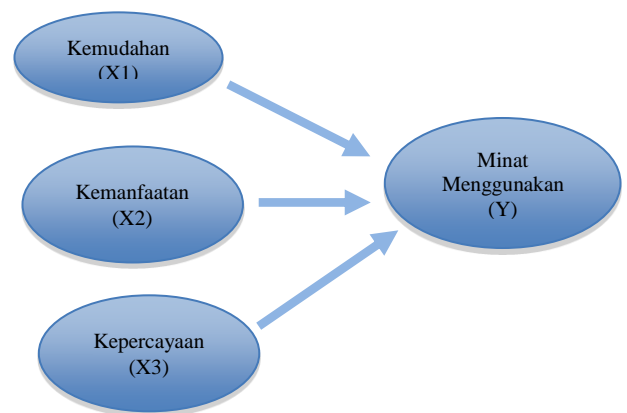 Kemudahan
(X1)
Kemanfaatan
(X2)
Kepercayaan
(X3)
Minat
Menggunakan
(Y)